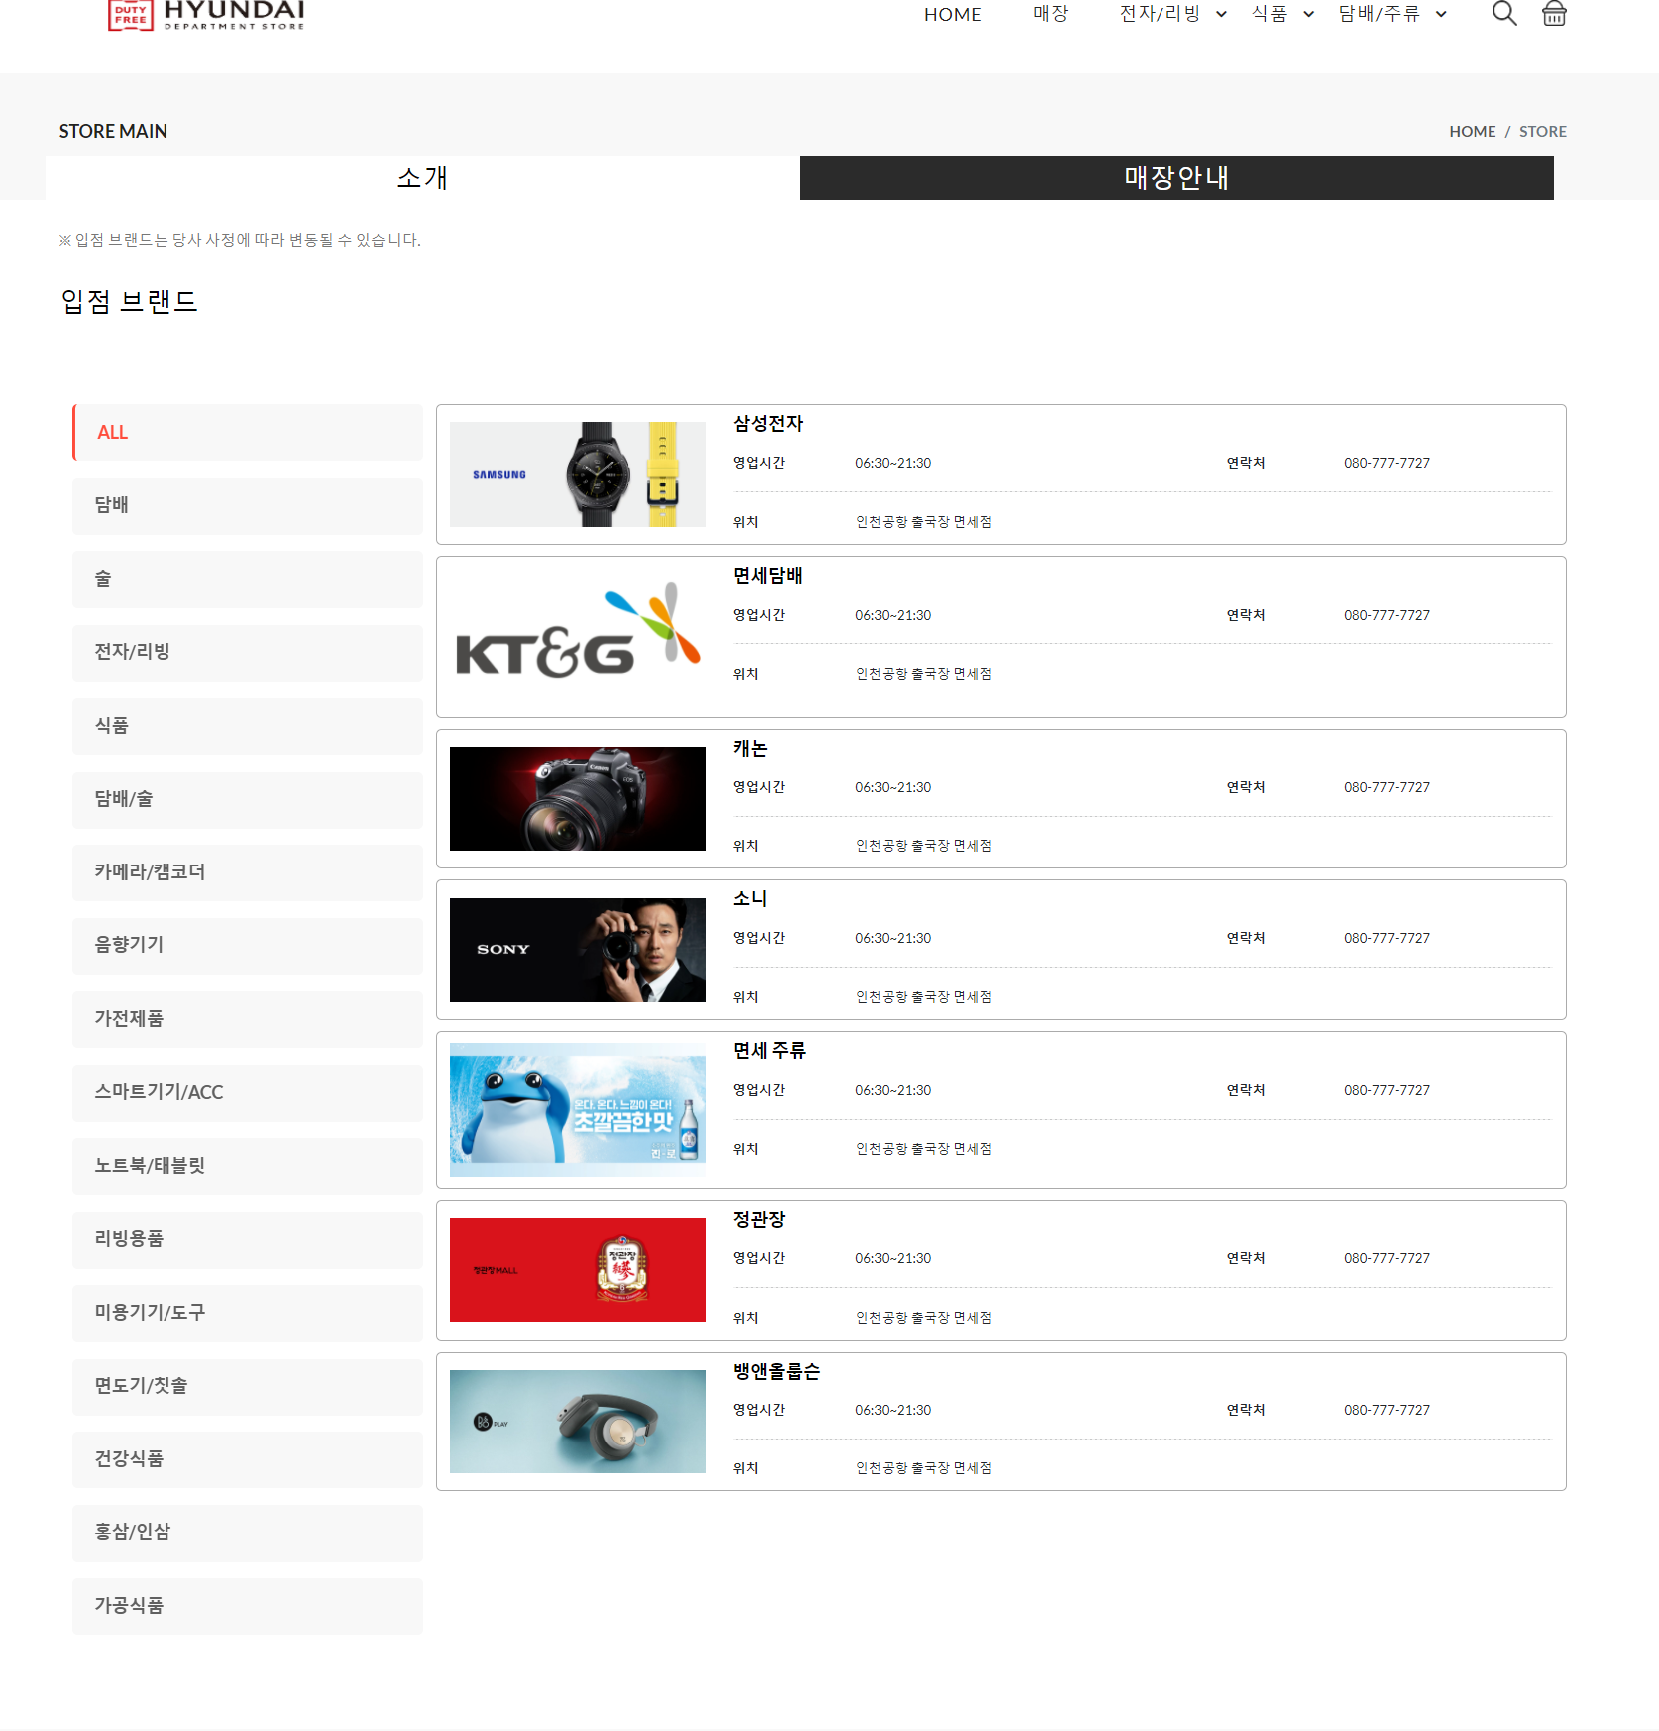 DUTY FREE HYUNDAI DEPARTMENT STORE
HOME 매장 전자/리빙 식품 담배/주류
STORE MAIN
HOME / STORE
소개
매장안내
※ 입점 브랜드는 당사 사정에 따라 변동될 수 있습니다.
입점 브랜드
ALL
담배
술
전자/리빙
식품
담배/술
카메라/캠코더
음향기기
가전제품
스마트기기/ACC
노트북/태블릿
리빙용품
미용기기/도구
면도기/칫솔
건강식품
홍삼/인삼
가공식품
SAMSUNG
삼성전자
영업시간 06:30~21:30 연락처 080-777-7727
위치 인천공항 출국장 면세점
KT&G
면세담배
영업시간 06:30~21:30 연락처 080-777-7727
위치 인천공항 출국장 면세점
Canon
EOS
캐논
영업시간 06:30~21:30 연락처 080-777-7727
위치 인천공항 출국장 면세점
SONY
소니
영업시간 06:30~21:30 연락처 080-777-7727
위치 인천공항 출국장 면세점
온다, 온다, 느낌이 온다!
초깔끔한맛
진로
면세 주류
영업시간 06:30~21:30 연락처 080-777-7727
위치 인천공항 출국장 면세점
정관장MALL
정관장
정관장
영업시간 06:30~21:30 연락처 080-777-7727
위치 인천공항 출국장 면세점
B&O PLAY
뱅앤올룹슨
영업시간 06:30~21:30 연락처 080-777-7727
위치 인천공항 출국장 면세점